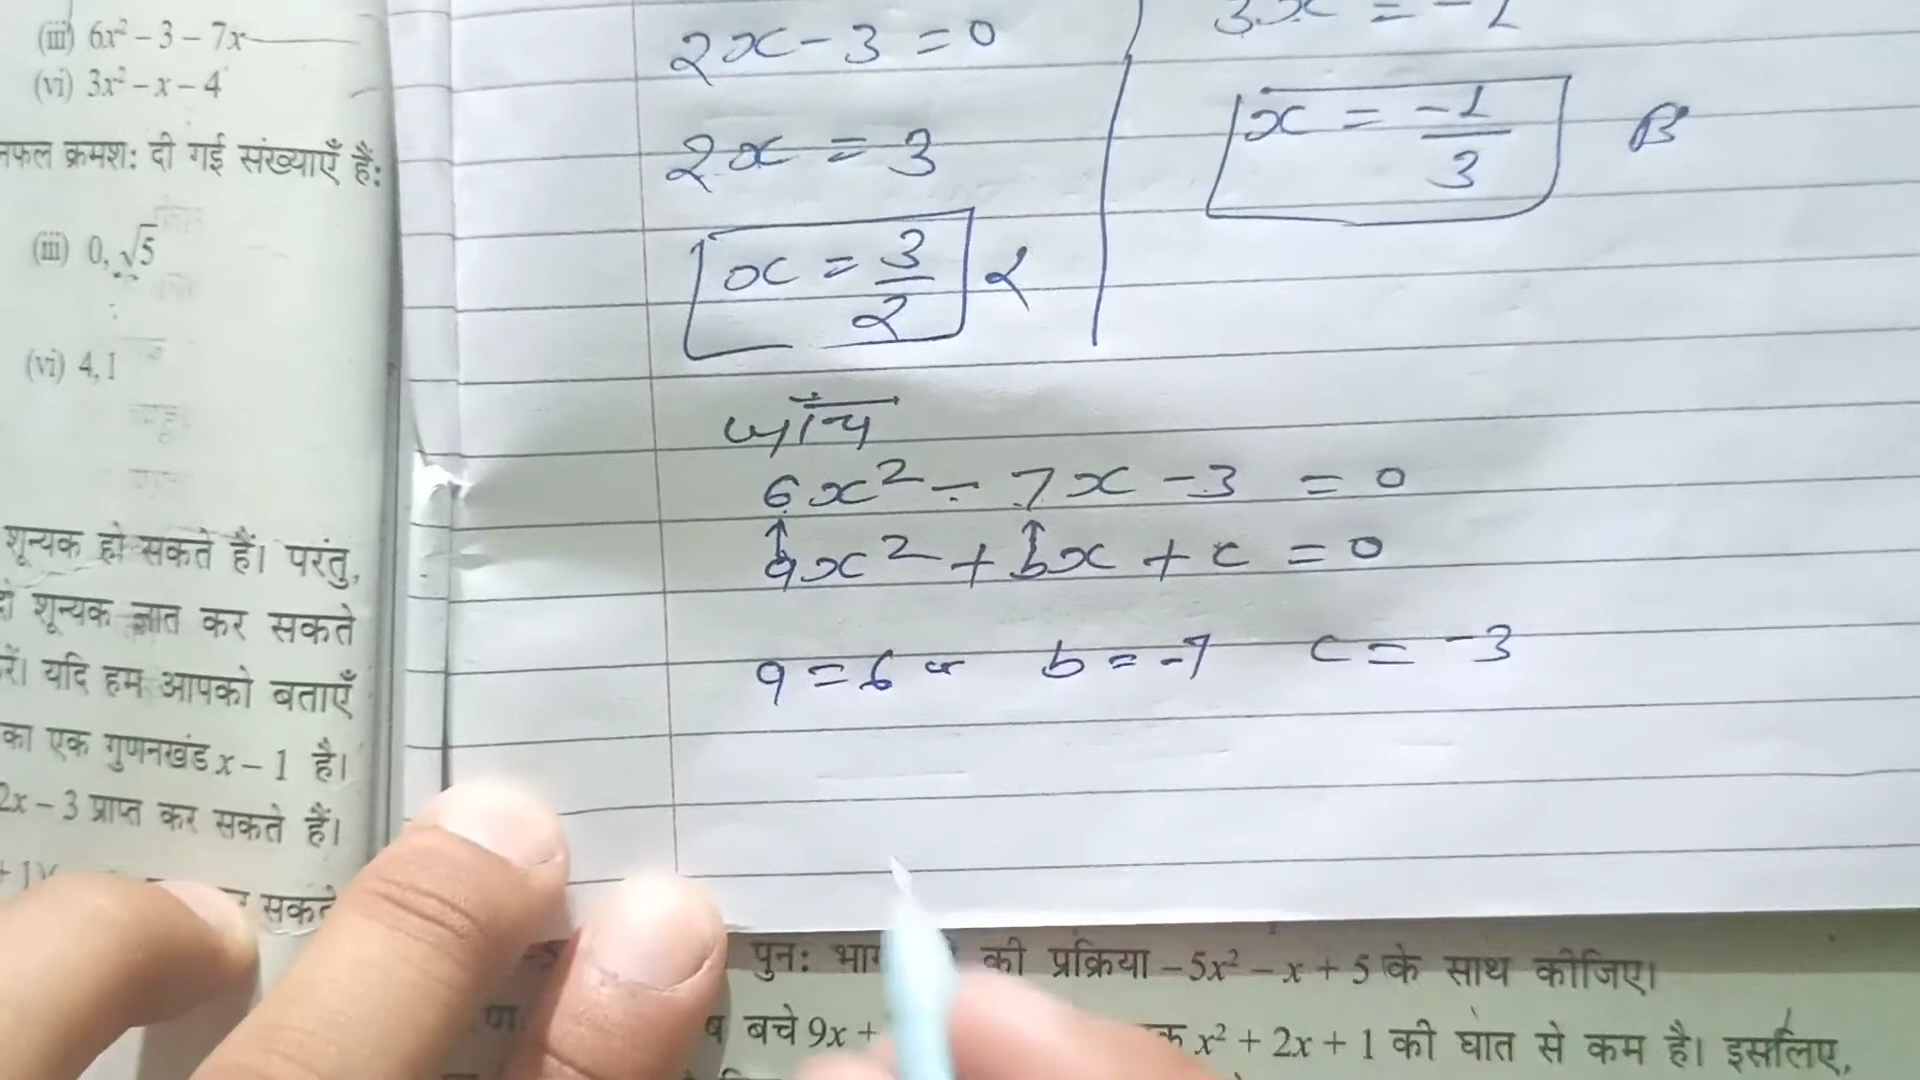 (iii) 6x² – 3 – 7x
(vi) 3x² – x – 4
क्रमशः दी गई संख्याएँ हैं:
(iii) 0, √5
(vi) 4, 1
शून्यक हो सकते हैं। परंतु,
शून्यक ज्ञात कर सकते
यदि हम आपको बताएँ
का एक गुणनखंड x – 1 है।
2x – 3 प्राप्त कर सकते हैं।
सकते
2x - 3 = 0
2x = 3
x = 3/2 α
x = -1/3 β
जाँच
6x² - 7x - 3 = 0
ax² + bx + c = 0
a = 6 b = -7 c = -3
पुनः की प्रक्रिया – 5x² – x + 5 के साथ कीजिए।
बचे 9x + x² + 2x + 1 की घात से कम है। इसलिए,